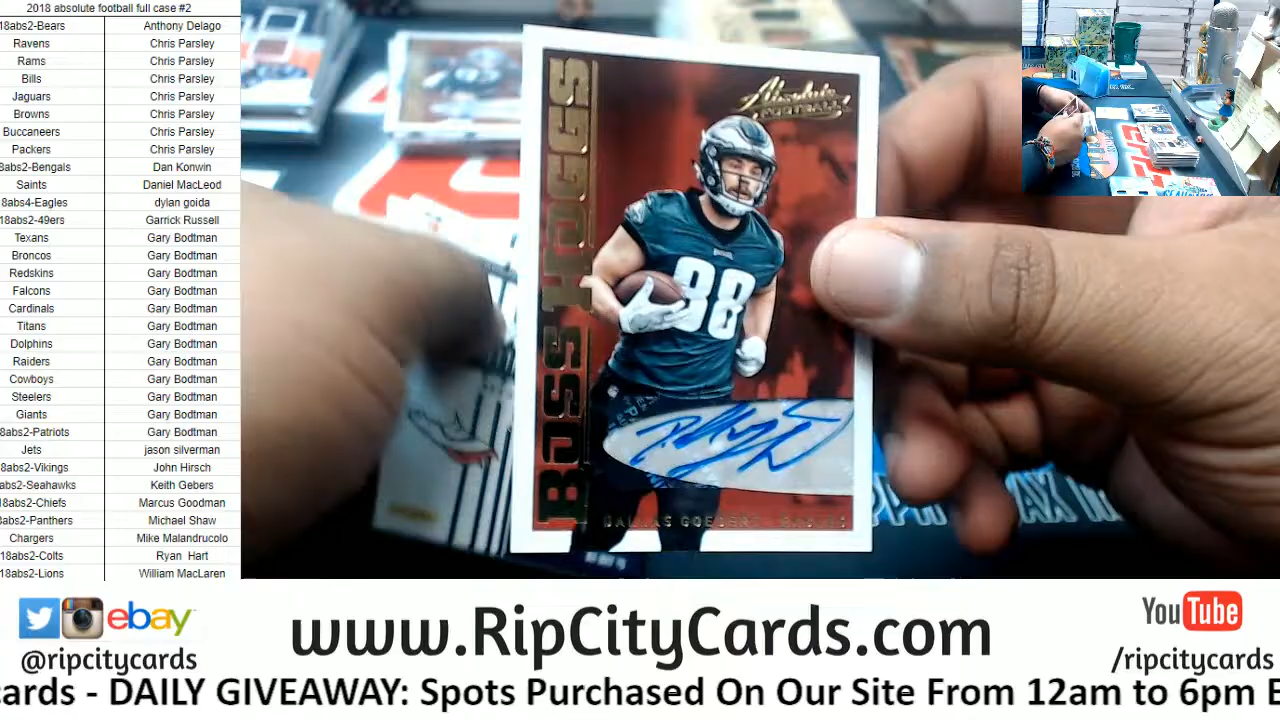 2018 absolute football full case #2
18abs2-Bears Anthony Delago
Ravens Chris Parsley
Rams Chris Parsley
Bills Chris Parsley
Jaguars Chris Parsley
Browns Chris Parsley
Buccaneers Chris Parsley
Packers Chris Parsley
8abs2-Bengals Dan Konwin
Saints Daniel MacLeod
8abs4-Eagles dylan goida
18abs2-49ers Garrick Russell
Texans Gary Bodtman
Broncos Gary Bodtman
Redskins Gary Bodtman
Falcons Gary Bodtman
Cardinals Gary Bodtman
Titans Gary Bodtman
Dolphins Gary Bodtman
Raiders Gary Bodtman
Cowboys Gary Bodtman
Steelers Gary Bodtman
Giants Gary Bodtman
8abs2-Patriots Gary Bodtman
Jets jason silverman
8abs2-Vikings John Hirsch
abs2-Seahawks Keith Gebers
8abs2-Chiefs Marcus Goodman
8abs2-Panthers Michael Shaw
Chargers Mike Malandrucolo
18abs2-Colts Ryan Hart
18abs2-Lions William MacLaren
Absolute
FOOTBALL
BOSS HOGGS
88
DALLAS GOEDERT
ebay
@ripcitycards
www.RipCityCards.com
YouTube
/ripcitycards
cards - DAILY GIVEAWAY: Spots Purchased On Our Site From 12am to 6pm E